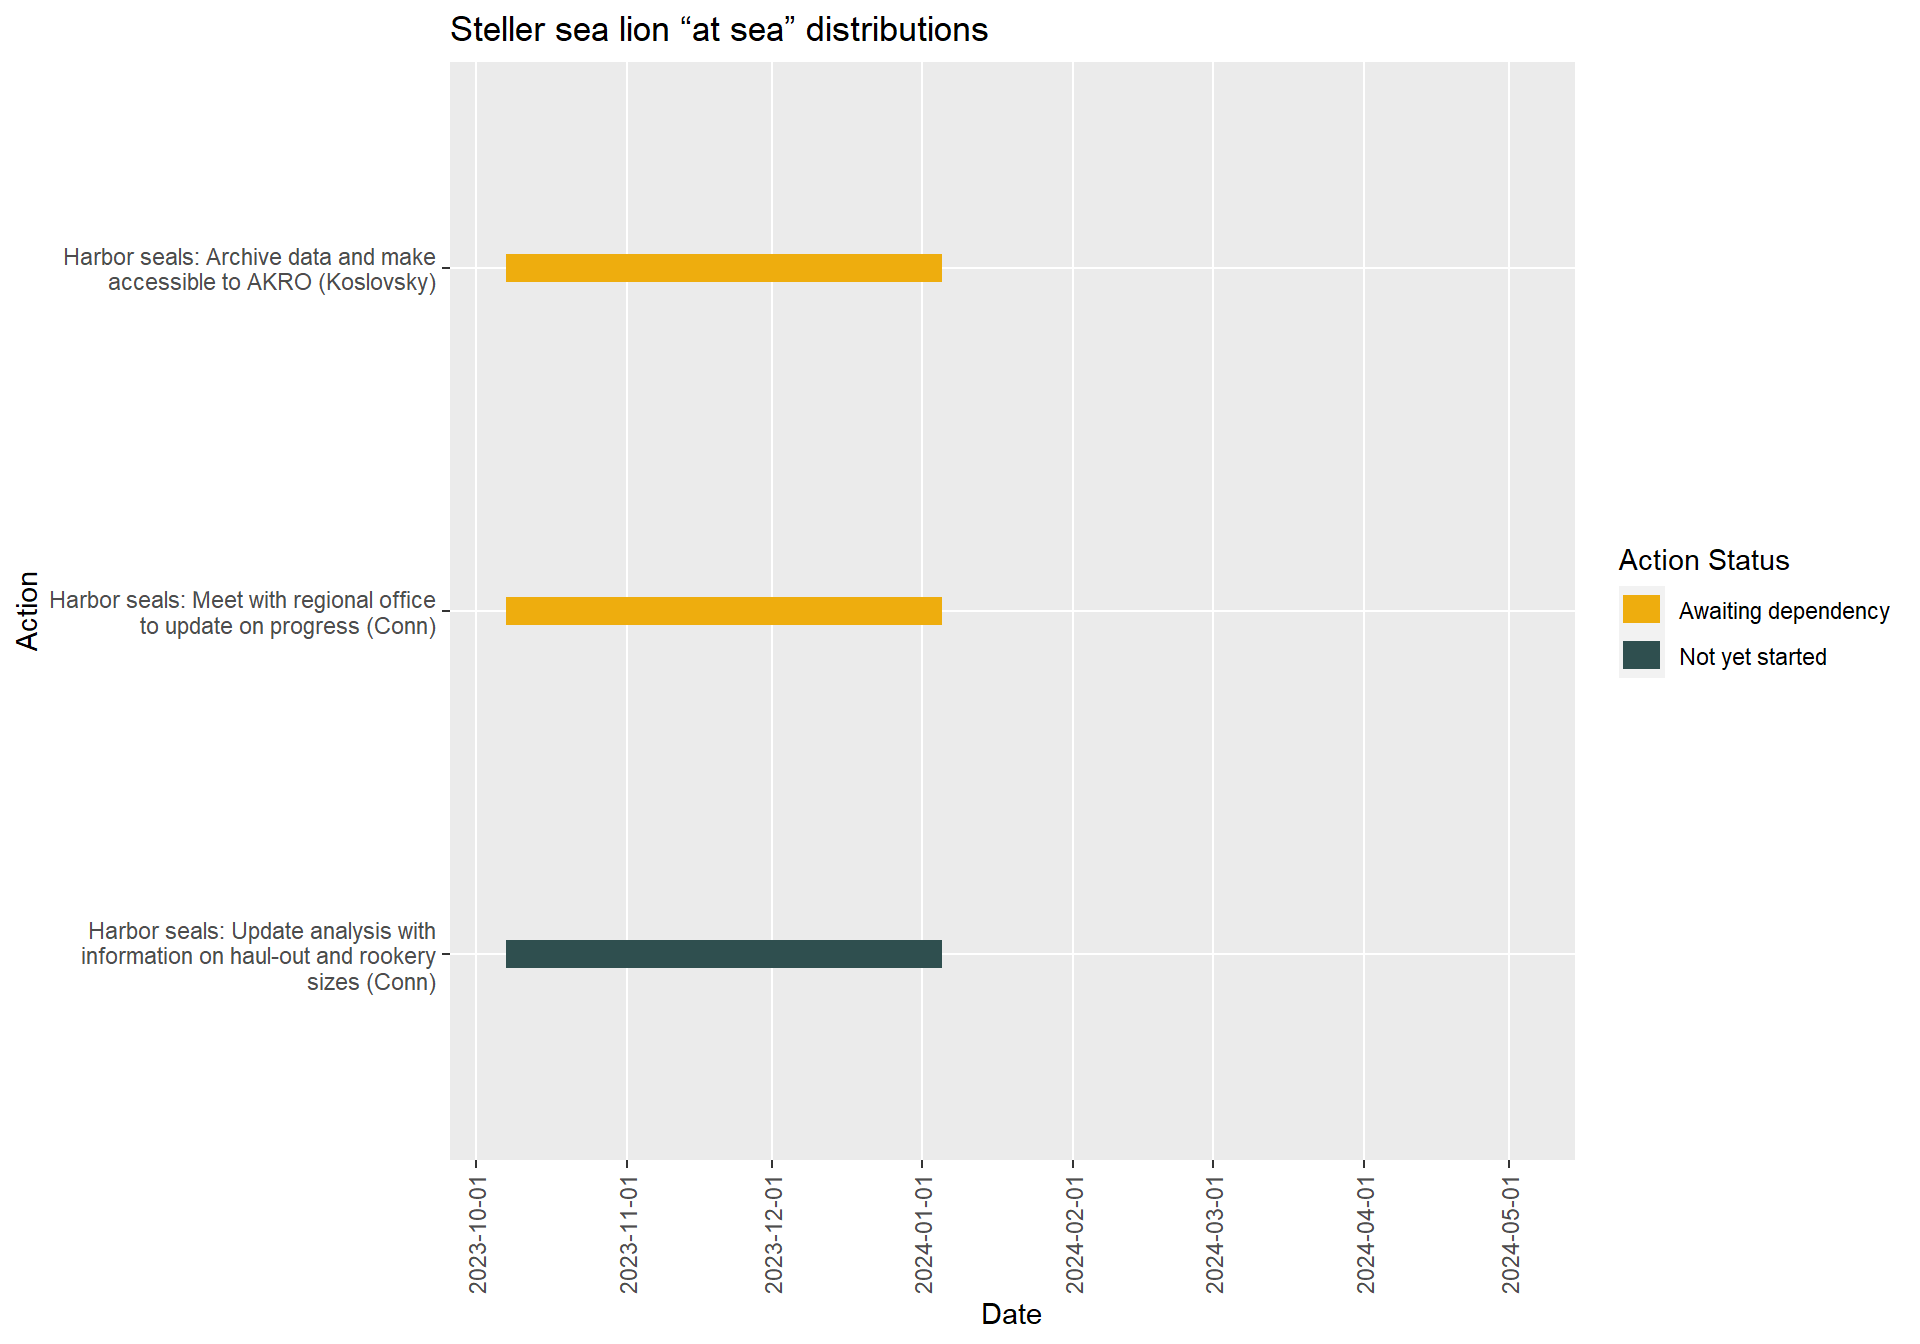 Steller sea lion “at sea” distributions
Harbor seals: Archive data and make
accessible to AKRO (Koslovsky)
Harbor seals: Meet with regional office
to update on progress (Conn)
Harbor seals: Update analysis with
information on haul-out and rookery
sizes (Conn)
Action
2023-10-01
2023-11-01
2023-12-01
2024-01-01
2024-02-01
2024-03-01
2024-04-01
2024-05-01
Date
Action Status
Awaiting dependency
Not yet started